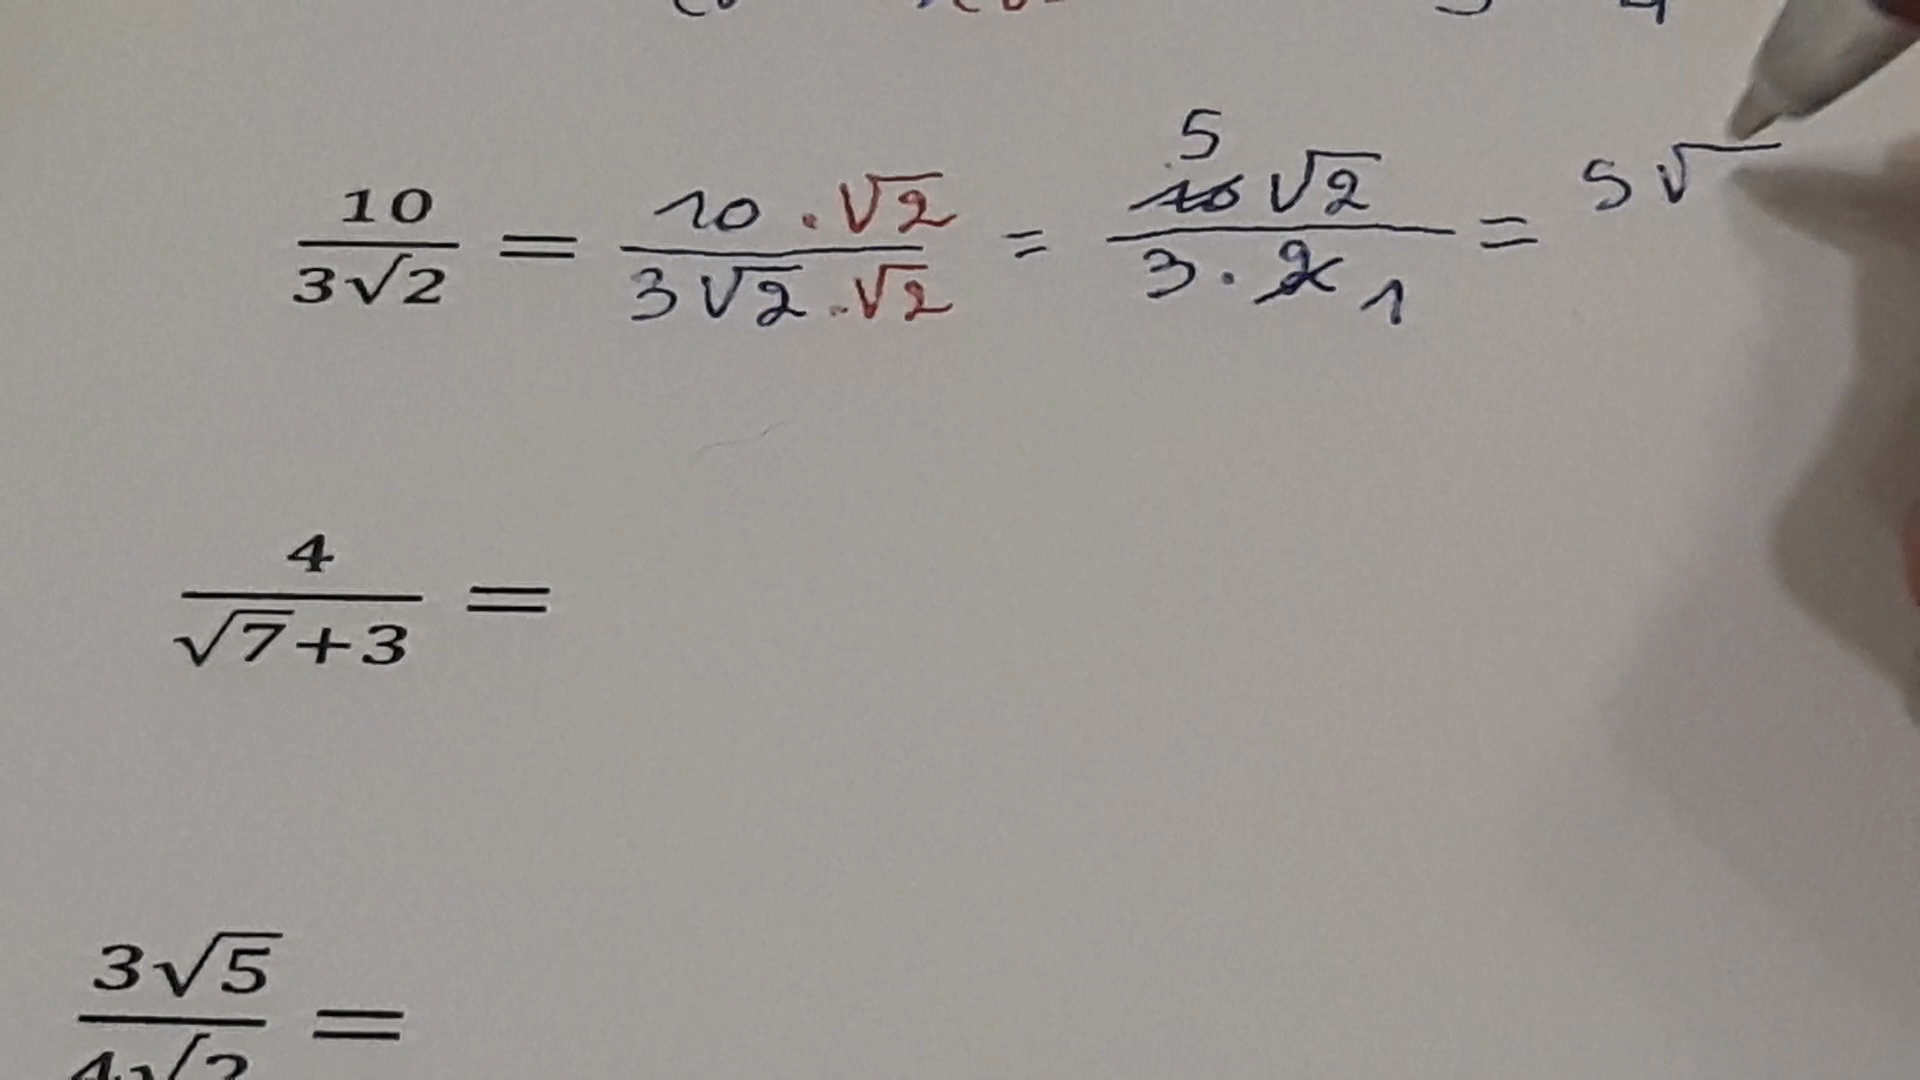 10/(3√2) = (10 · √2)/(3√2 · √2) = (5 10√2)/(3 · 2 1) = 5√
4/(√7+3) =
3√5/4√ =